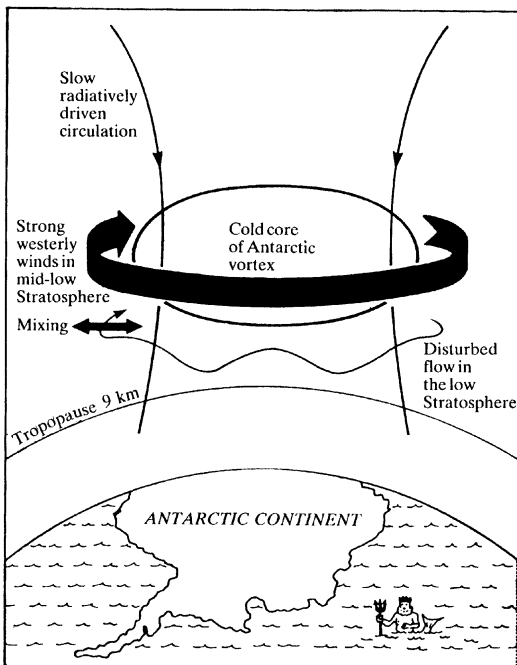 Slow
radiatively
driven
circulation
Strong
westerly
winds in
mid-low
Stratosphere
Cold core
of Antarctic
vortex
Mixing
Disturbed
flow in
the low
Stratosphere
Tropopause 9 km
ANTARCTIC CONTINENT